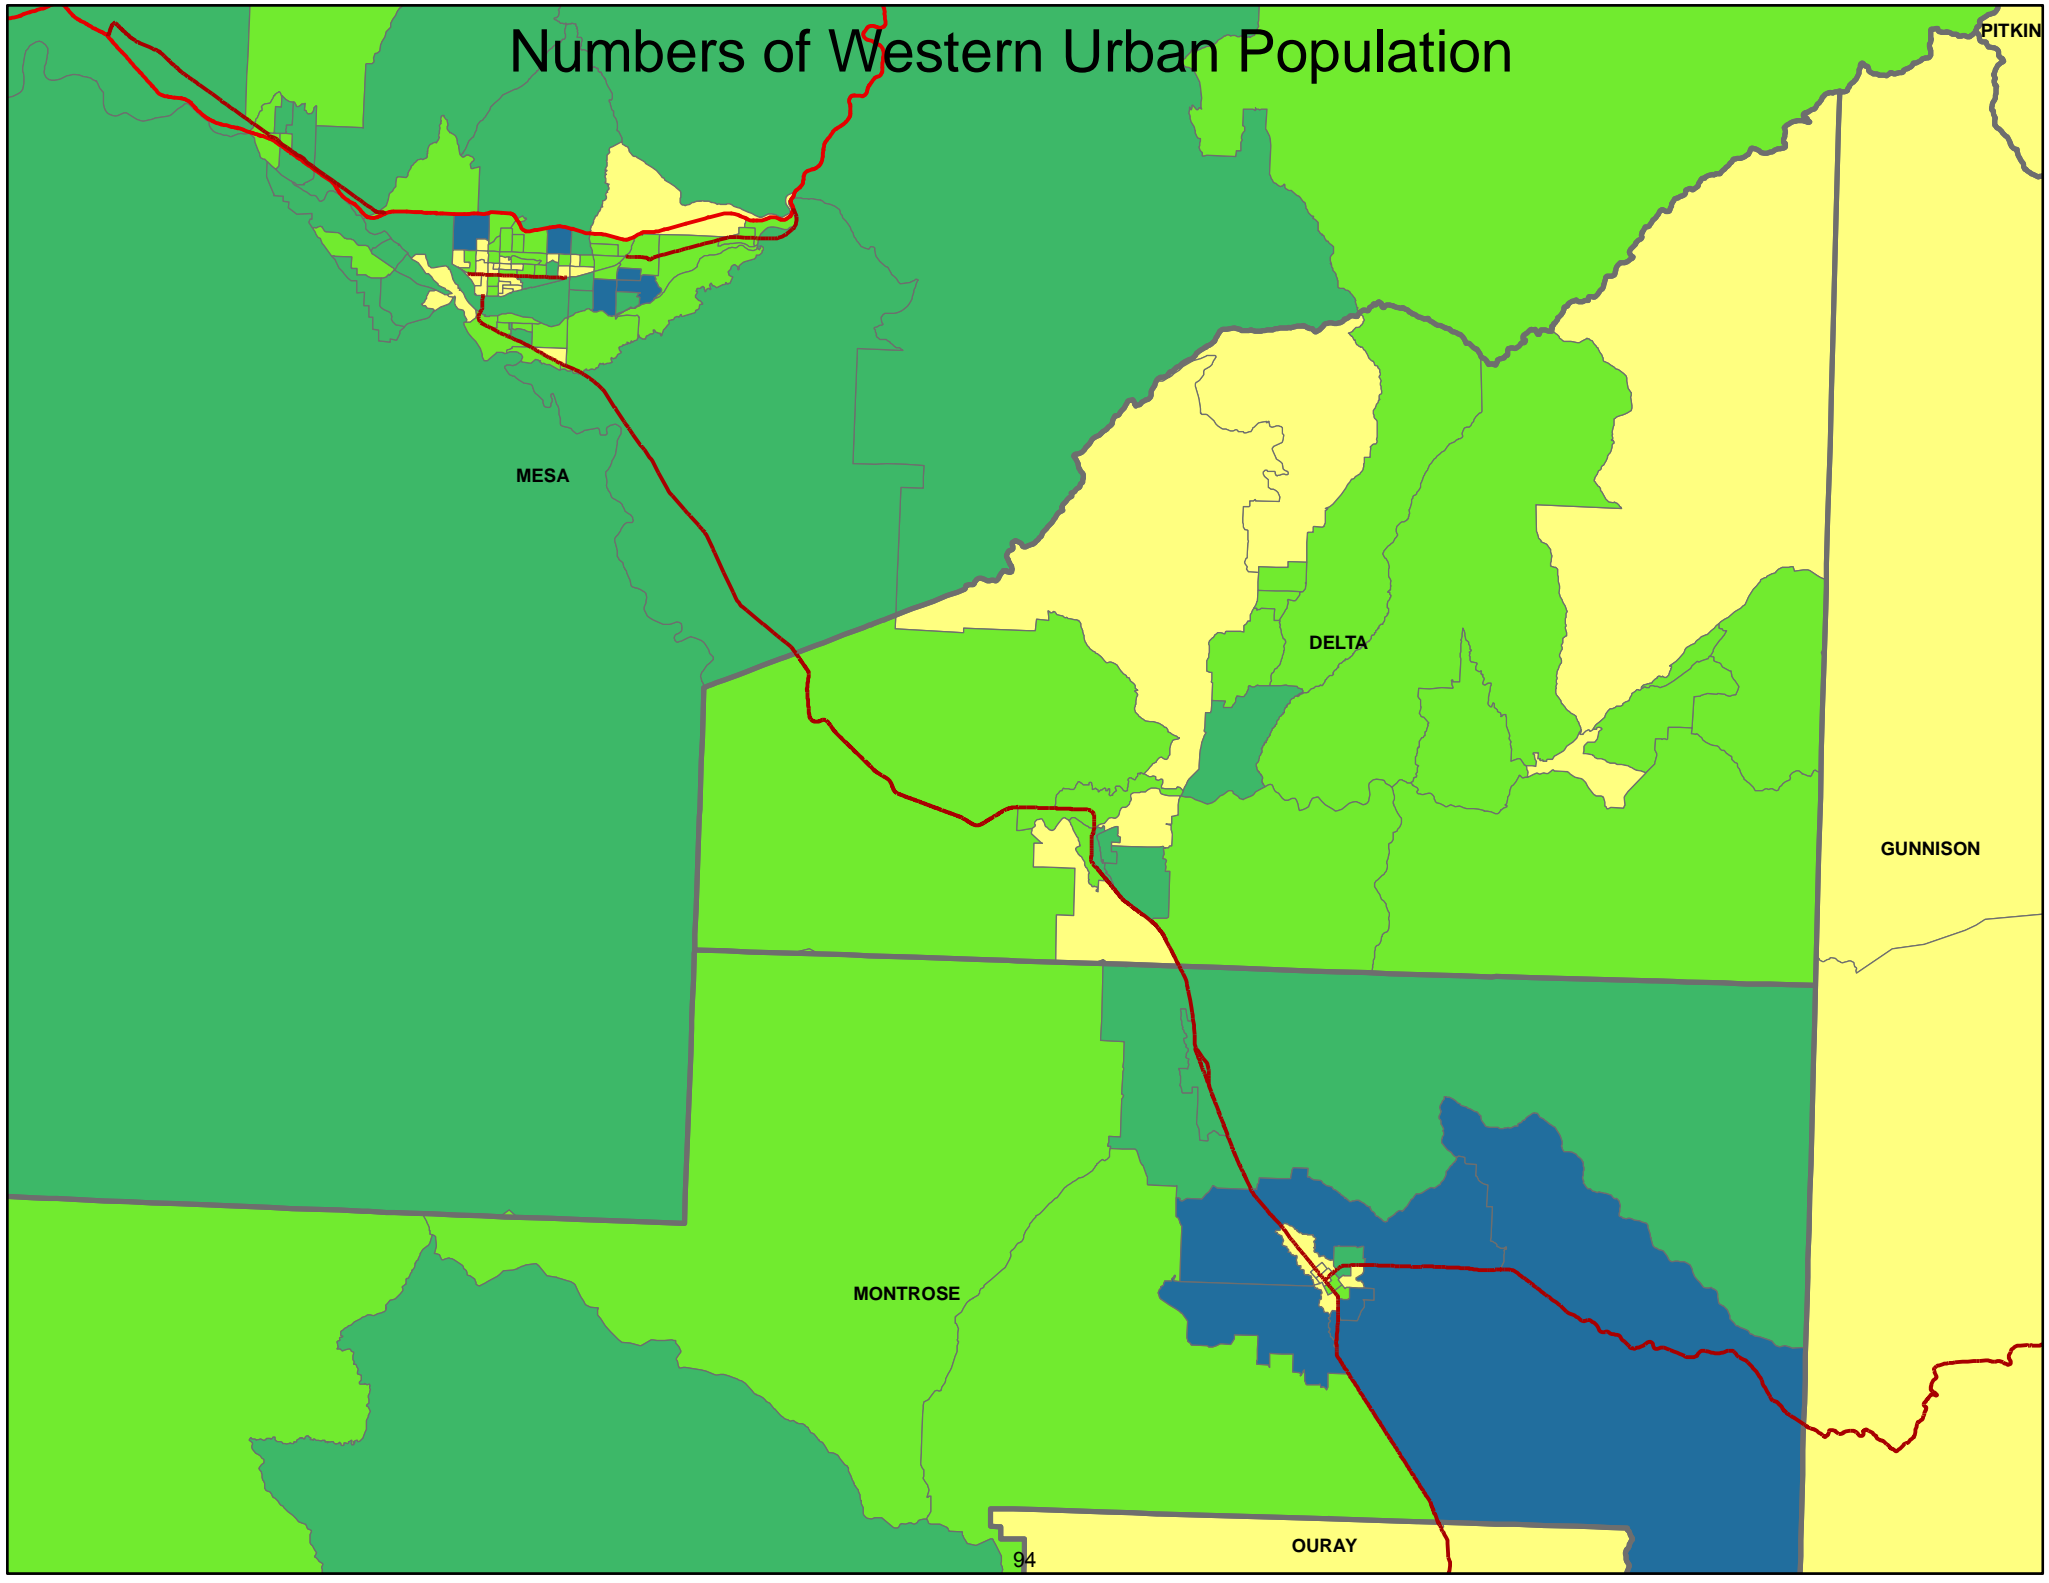 Numbers of Western Urban Population
PITKIN
MESA
DELTA
GUNNISON
MONTROSE
OURAY
94